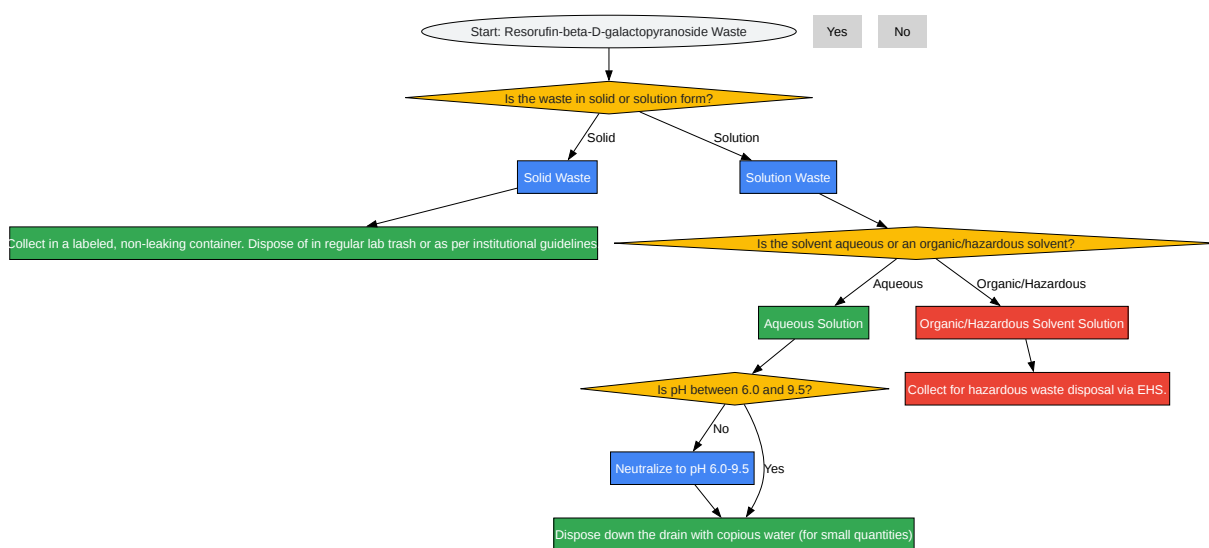 Start: Resorufin-beta-D-galactopyranoside Waste
Yes
No
Is the waste in solid or solution form?
Solid
Solution
Solid Waste
Solution Waste
Collect in a labeled, non-leaking container. Dispose of in regular lab trash or as per institutional guidelines.
Is the solvent aqueous or an organic/hazardous solvent?
Aqueous
Organic/Hazardous
Aqueous Solution
Organic/Hazardous Solvent Solution
Is pH between 6.0 and 9.5?
Collect for hazardous waste disposal via EHS.
No
Neutralize to pH 6.0-9.5
Yes
Dispose down the drain with copious water (for small quantities)